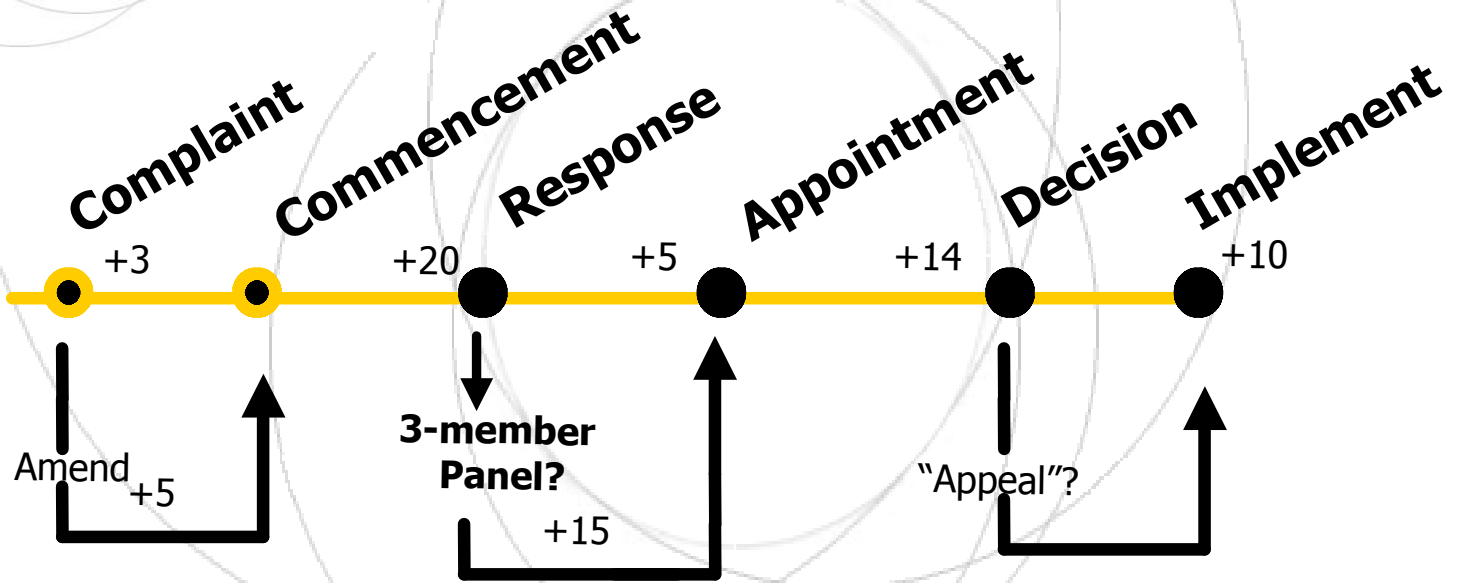 Complaint
Commencement
Response
Appointment
Decision
Implement
+3
+20
+5
+14
+10
Amend
+5
3-member
Panel?
+15
“Appeal”?